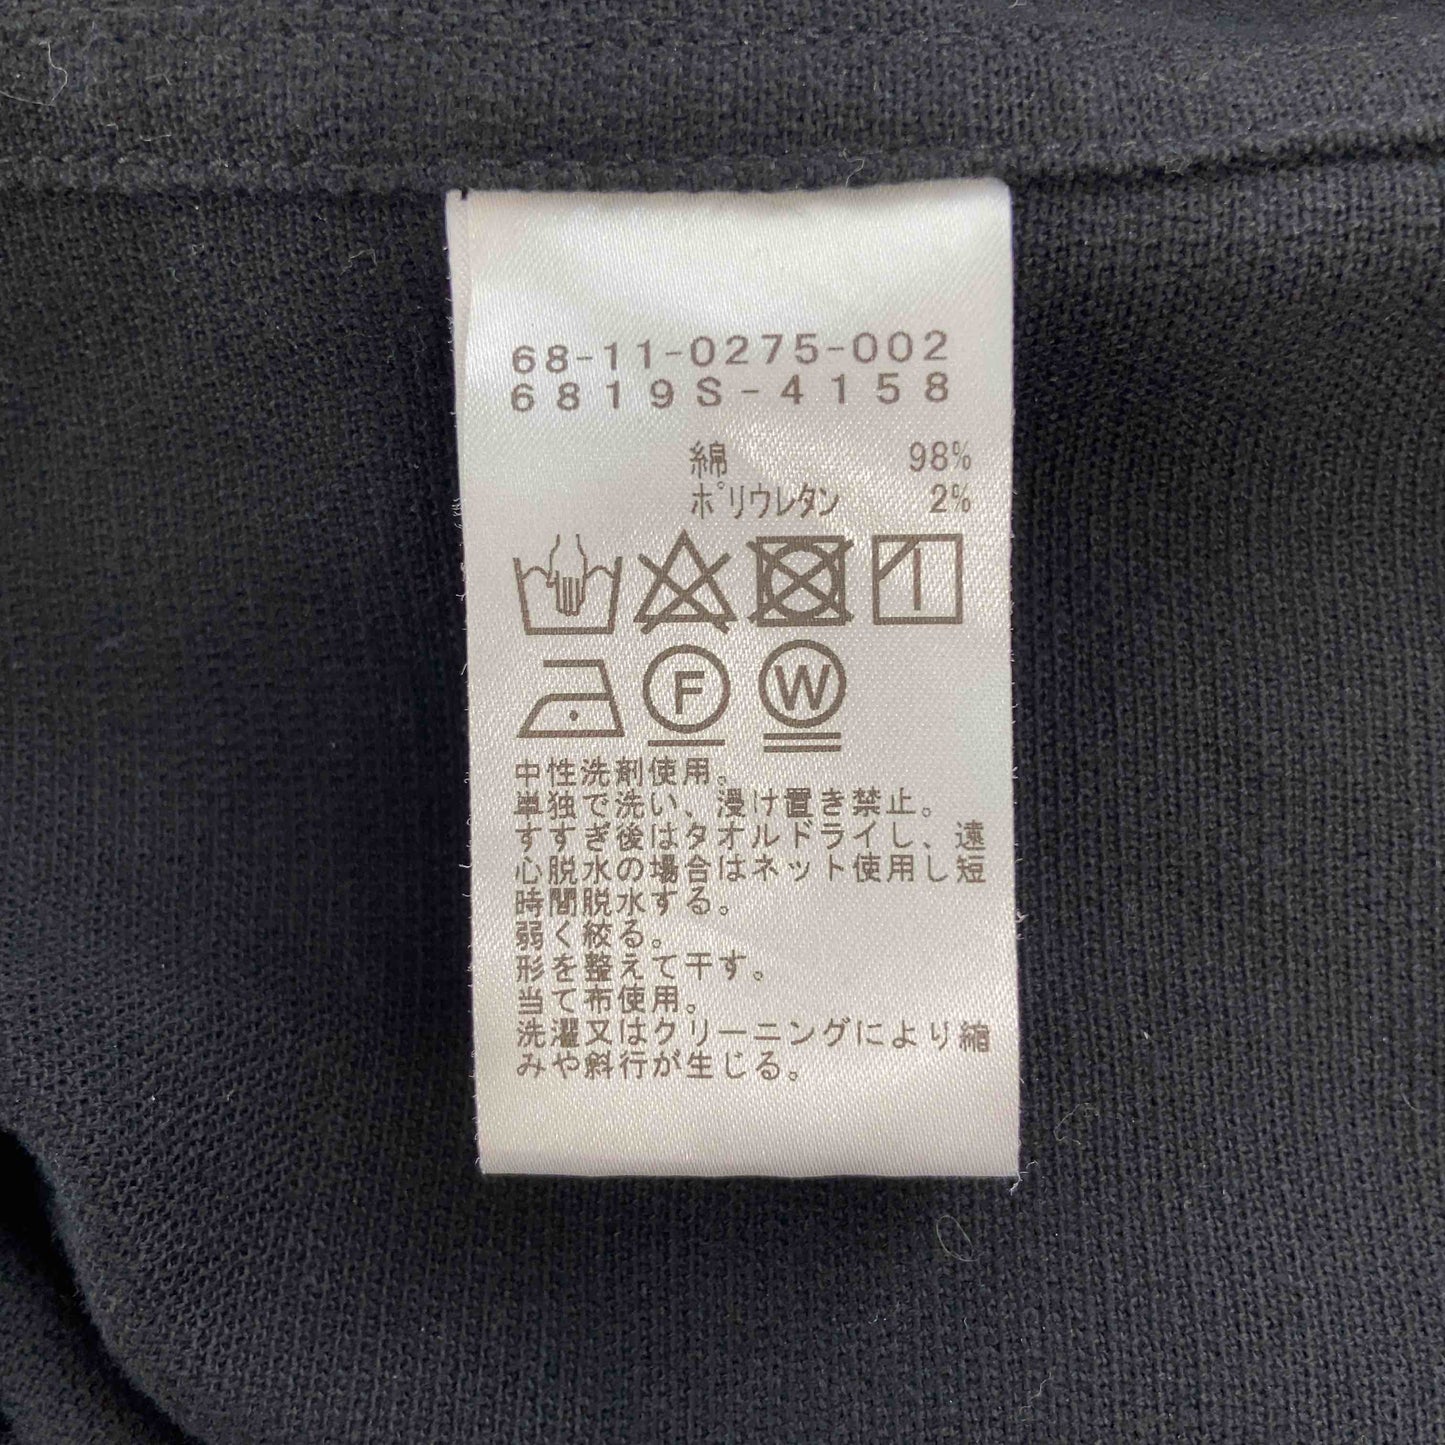 68-11-0275-002
6819S-4158
綿 98%
ポリウレタン 2%
F W
中性洗剤使用。
単独で洗い、浸け置き禁止。
すすぎ後はタオルドライし、遠
心脱水の場合はネット使用し短
時間脱水する。
弱く絞る。
形を整えて干す。
当て布使用。
洗濯又はクリーニングにより縮
みや斜行が生じる。